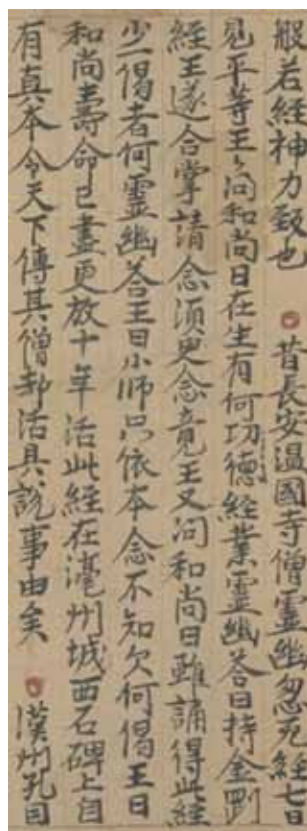 般若經神力致也 昔長安温國寺僧靈幽忽死經七日
見平等王々問和尚曰在生有何功德經業靈幽答曰持金剛
經王遂合掌請念須臾念竟王又問和尚曰雖誦得此經
少一偈者何靈幽答王曰小師只依本念不知欠何偈王曰
和尚壽命已盡更放十年活此經在濠州城西石碑上自
有真本令天下傳其僧却活具說事由矣 漢州孔目